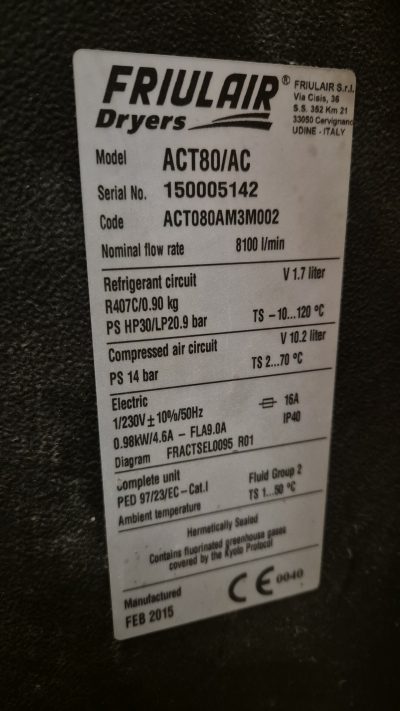 FRIULAIR®
Dryers
FRIULAIR S.r.l.
Via Cisis, 36
S.S. 352 Km 21
33050 Cervignano
UDINE - ITALY
Model ACT80/AC
Serial No. 150005142
Code ACT080AM3M002
Nominal flow rate 8100 l/min
Refrigerant circuit V 1.7 liter
R407C/0.90 kg
PS HP30/LP20.9 bar TS -10...120 °C
Compressed air circuit V 10.2 liter
PS 14 bar TS 2...70 °C
Electric 16A
1/230V±10%/50Hz IP40
0.98kW/4.6A - FLA9.0A
Diagram FRACTSEL0095_R01
Complete unit Fluid Group 2
PED 97/23/EC-Cat.I TS 1...50 °C
Ambient temperature
Hermetically Sealed
Contains fluorinated greenhouse gases
covered by the Kyoto Protocol
Manufactured
FEB 2015
CE 0040